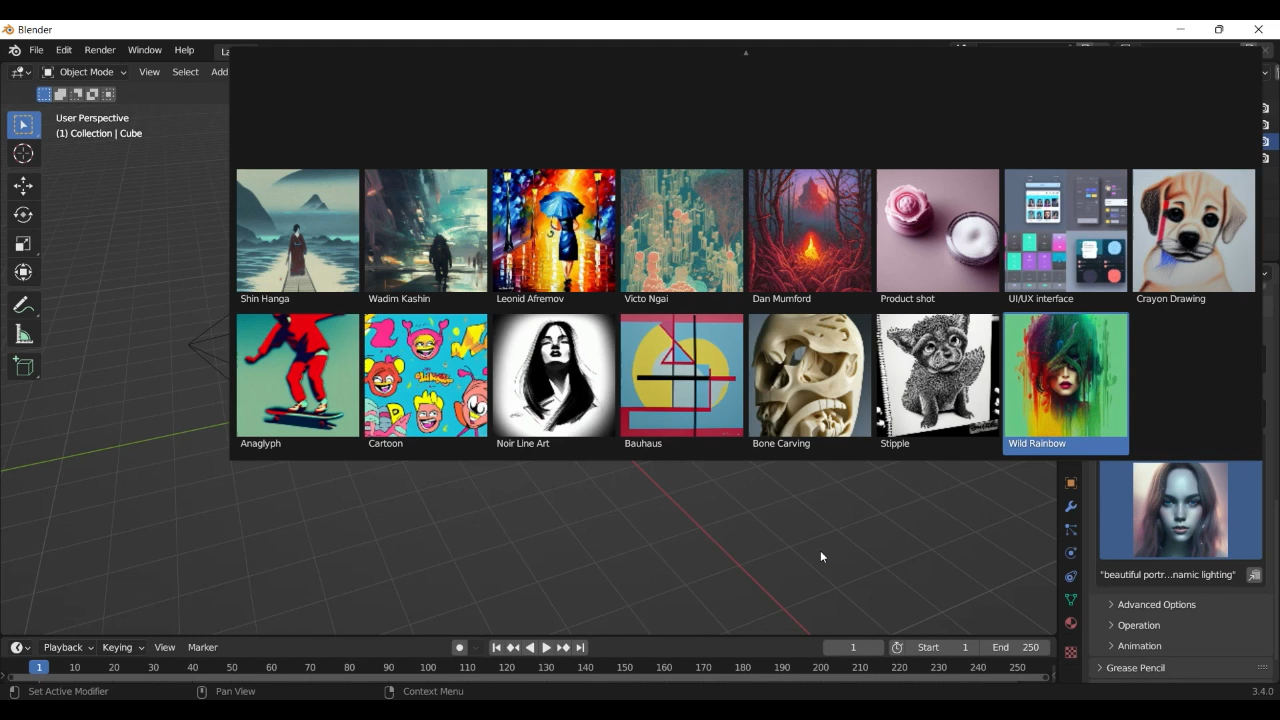 Blender
File Edit Render Window Help La
Object Mode View Select Add
User Perspective
(1) Collection | Cube
Shin Hanga Wadim Kashin Leonid Afremov Victo Ngai Dan Mumford Product shot UI/UX interface Crayon Drawing
Anaglyph Cartoon Noir Line Art Bauhaus Bone Carving Stipple Wild Rainbow
"beautiful portr...namic lighting"
Advanced Options
Operation
Animation
Grease Pencil
Playback Keying View Marker 1 Start 1 End 250
1 10 20 30 40 50 60 70 80 90 100 110 120 130 140 150 160 170 180 190 200 210 220 230 240 250
Set Active Modifier Pan View Context Menu 3.4.0